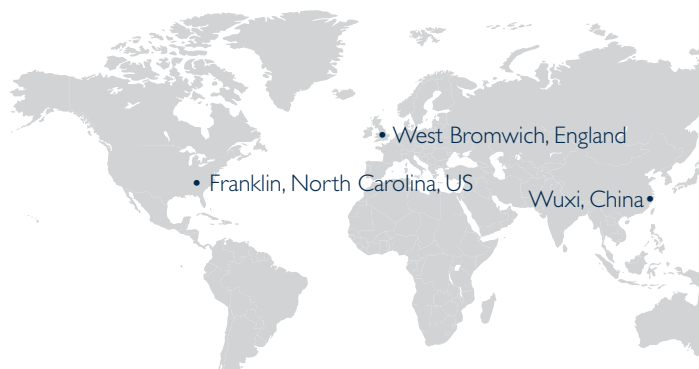 West Bromwich, England
Franklin, North Carolina, US
Wuxi, China